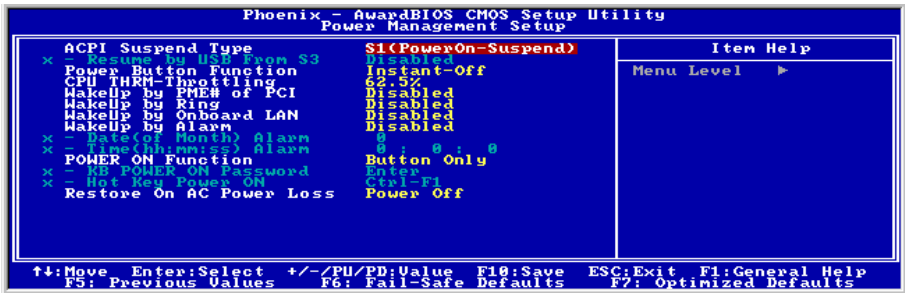 Phoenix - AwardBIOS CMOS Setup Utility
Power Management Setup
ACPI Suspend Type S1(PowerOn-Suspend) Item Help
x - Resume by USB From S3 Disabled
Power Button Function Instant-Off Menu Level ►
CPU THRM-Throttling 62.5%
WakeUp by PME# of PCI Disabled
WakeUp by Ring Disabled
WakeUp by Onboard LAN Disabled
WakeUp by Alarm Disabled
x - Date(of Month) Alarm 0
x - Time(hh:mm:ss) Alarm 0 : 0 : 0
POWER ON Function Button Only
x - KB POWER ON Password Enter
x - Hot Key Power ON Ctrl-F1
Restore On AC Power Loss Power Off
↑↓:Move Enter:Select +/-/PU/PD:Value F10:Save ESC:Exit F1:General Help
F5: Previous Values F6: Fail-Safe Defaults F7: Optimized Defaults